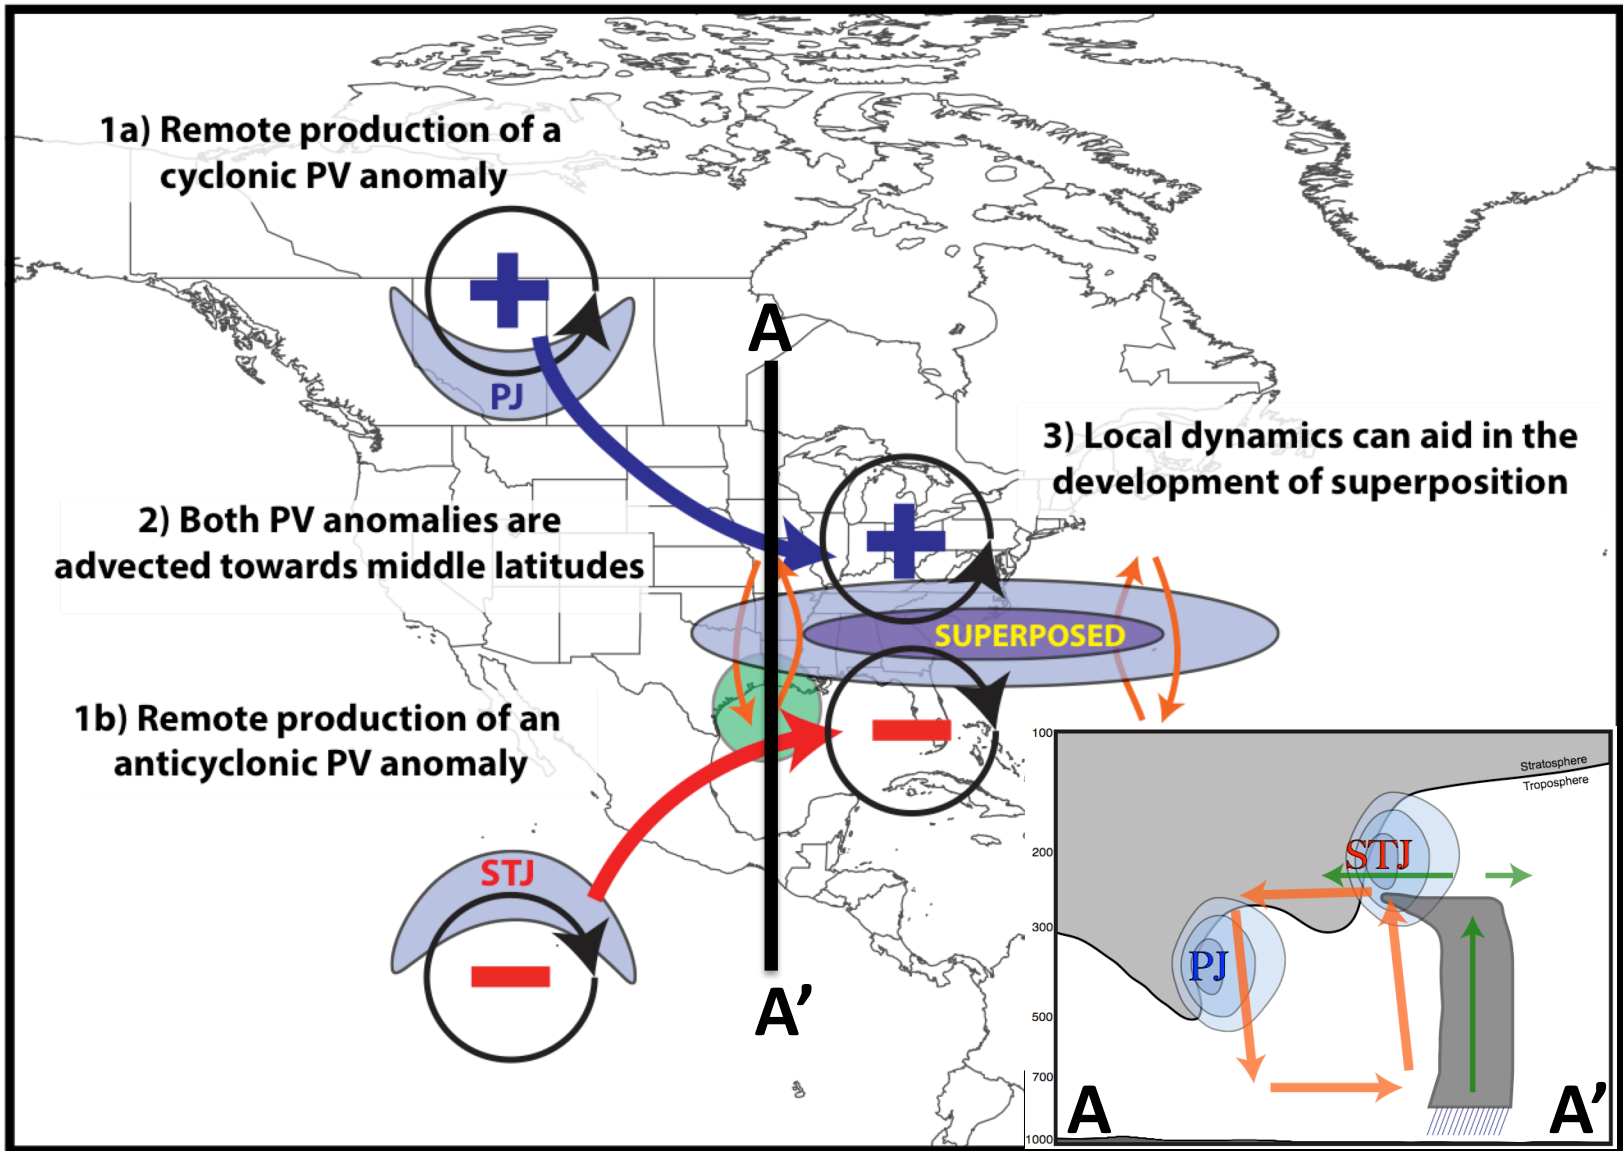 1a) Remote production of a
cyclonic PV anomaly
PJ
A
3) Local dynamics can aid in the
development of superposition
2) Both PV anomalies are
advected towards middle latitudes
SUPERPOSED
1b) Remote production of an
anticyclonic PV anomaly
STJ
A’
100
Stratosphere
Troposphere
200
STJ
300
PJ
500
700
1000
A
A’